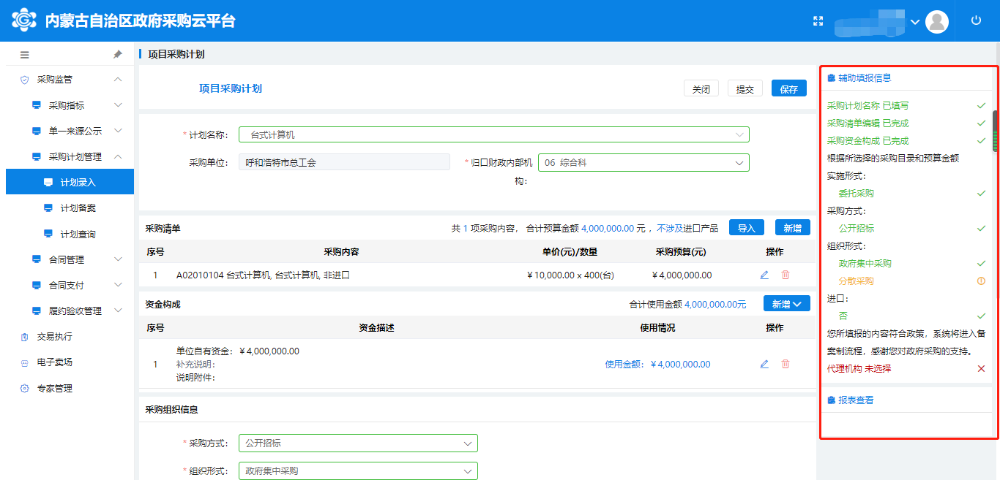 内蒙古自治区政府采购云平台
采购监管
采购指标
单一来源公示
采购计划管理
计划录入
计划备案
计划查询
合同管理
合同支付
履约验收管理
交易执行
电子卖场
专家管理
项目采购计划
项目采购计划
关闭
提交
保存
* 计划名称：
台式计算机
采购单位：
呼和浩特市总工会
* 归口财政内部机
构：
06 综合科
采购清单
共 1 项采购内容， 合计预算金额 4,000,000.00 元 ，不涉及进口产品
导入
新增
序号 采购内容 单价(元)/数量 采购预算(元) 操作
1 A02010104 台式计算机, 台式计算机, 非进口 ￥10,000.00 x 400(台) ￥4,000,000.00
资金构成
合计使用金额 4,000,000.00元
新增
序号 资金描述 使用情况 操作
1
单位自有资金：￥4,000,000.00
补充说明：
说明附件：
使用金额：￥4,000,000.00
采购组织信息
* 采购方式：
公开招标
* 组织形式：
政府集中采购
辅助填报信息
采购计划名称 已填写
采购清单编辑 已完成
采购资金构成 已完成
根据所选择的采购目录和预算金额
实施形式：
委托采购
采购方式：
公开招标
组织形式：
政府集中采购
分散采购
进口：
否
您所填报的内容符合政策，系统将进入备
案制流程，感谢您对政府采购的支持。
代理机构 未选择
报表查看